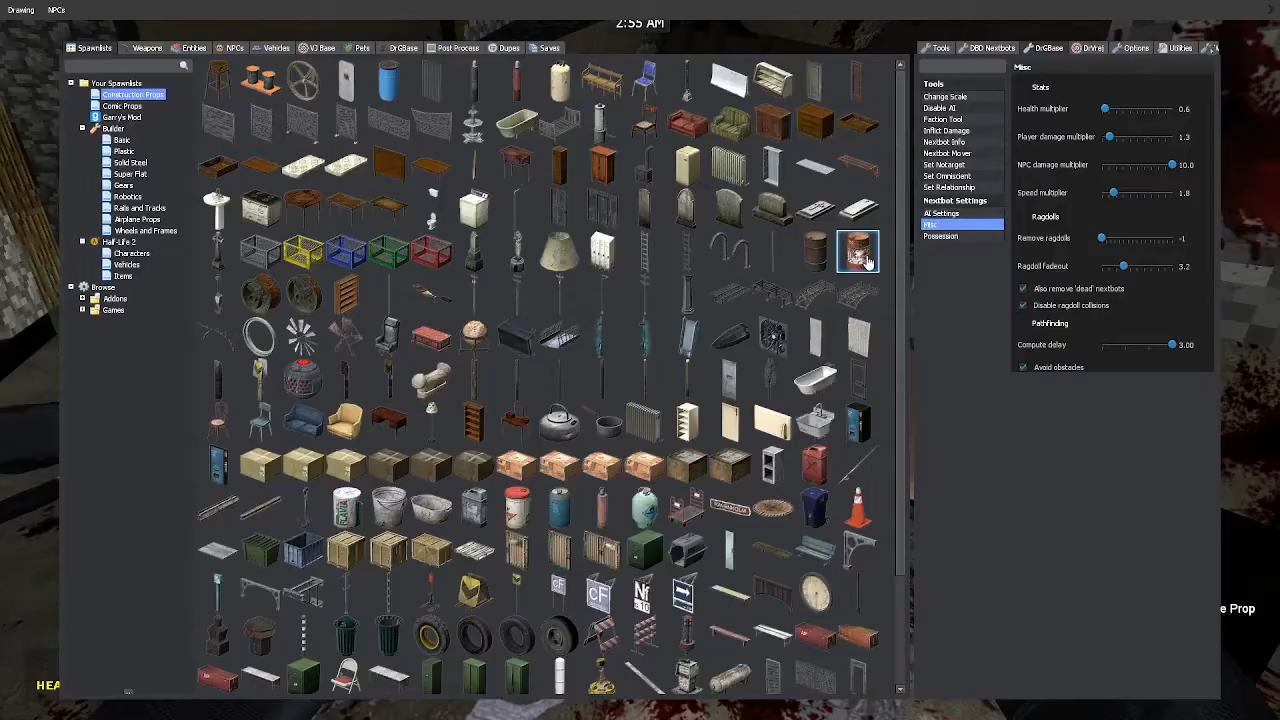 Drawing NPCs
2:55 AM
Spawnlists Weapons Entities NPCs Vehicles VJ Base Pets DrGBase Post Process Dupes Saves
Tools DBD Nextbots DrGBase DrVrej Options Utilities
Your Spawnlists
Construction Props
Comic Props
Garry's Mod
Builder
Basic
Plastic
Solid Steel
Super Flat
Gears
Robotics
Rails and Tracks
Airplane Props
Wheels and Frames
Half-Life 2
Characters
Vehicles
Items
Browse
Addons
Games
Tools
Change Scale
Disable AI
Faction Tool
Inflict Damage
Nextbot Info
Nextbot Mover
Set Notarget
Set Omniscient
Set Relationship
Nextbot Settings
AI Settings
Misc
Possession
Misc
Stats
Health multiplier 0.6
Player damage multiplier 1.3
NPC damage multiplier 10.0
Speed multiplier 1.8
Ragdolls
Remove ragdolls -1
Ragdoll fadeout 3.2
Also remove 'dead' nextbots
Disable ragdoll collisions
Pathfinding
Compute delay 3.00
Avoid obstacles
RAVENHOLM
CF
CF
Nf
e Prop
HEA